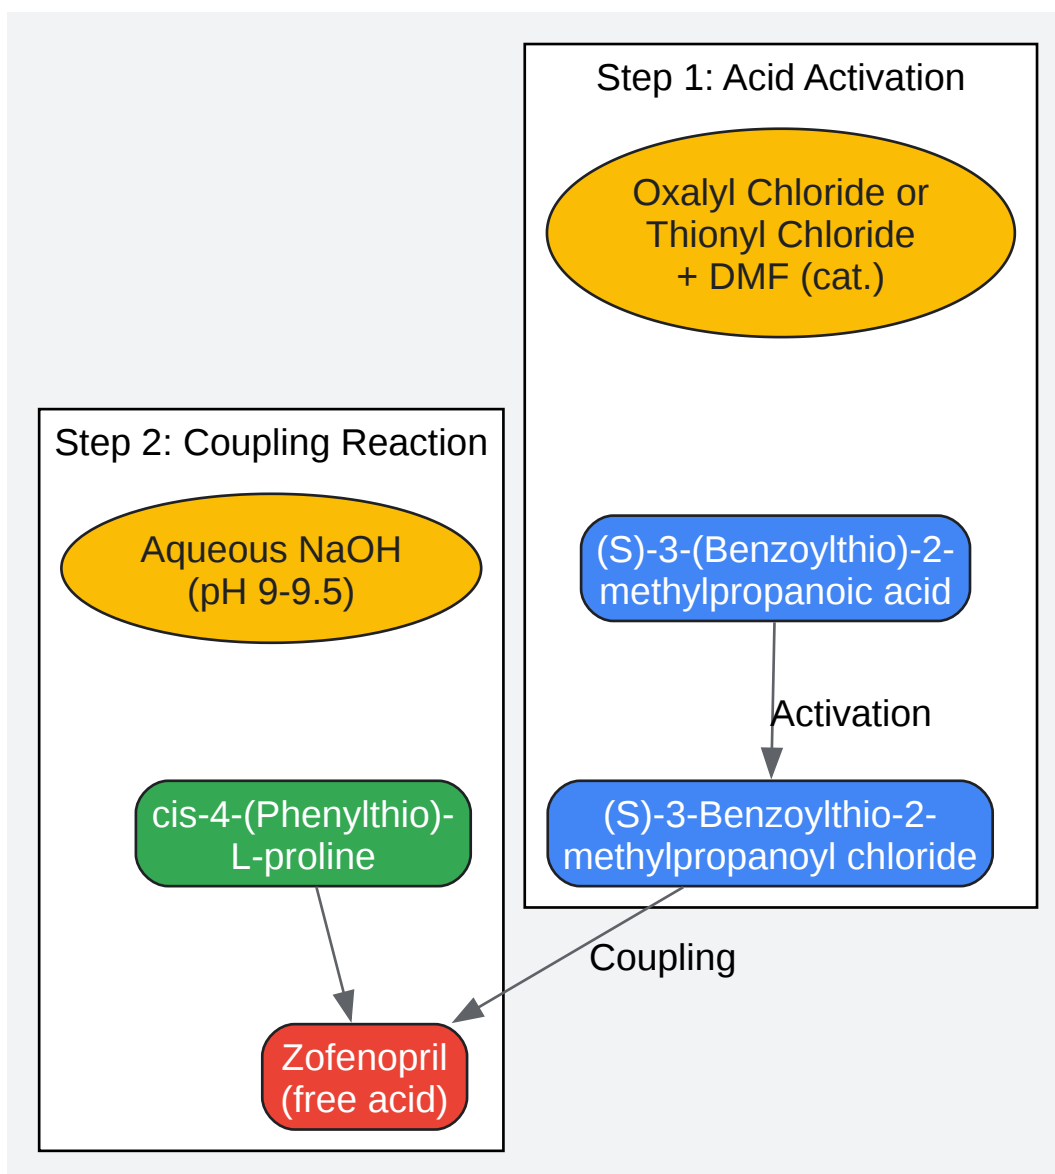 Step 1: Acid Activation
Oxalyl Chloride or
Thionyl Chloride
+ DMF (cat.)
(S)-3-(Benzoylthio)-2-
methylpropanoic acid
Activation
(S)-3-Benzoylthio-2-
methylpropanoyl chloride
Step 2: Coupling Reaction
Aqueous NaOH
(pH 9-9.5)
cis-4-(Phenylthio)-
L-proline
Coupling
Zofenopril
(free acid)